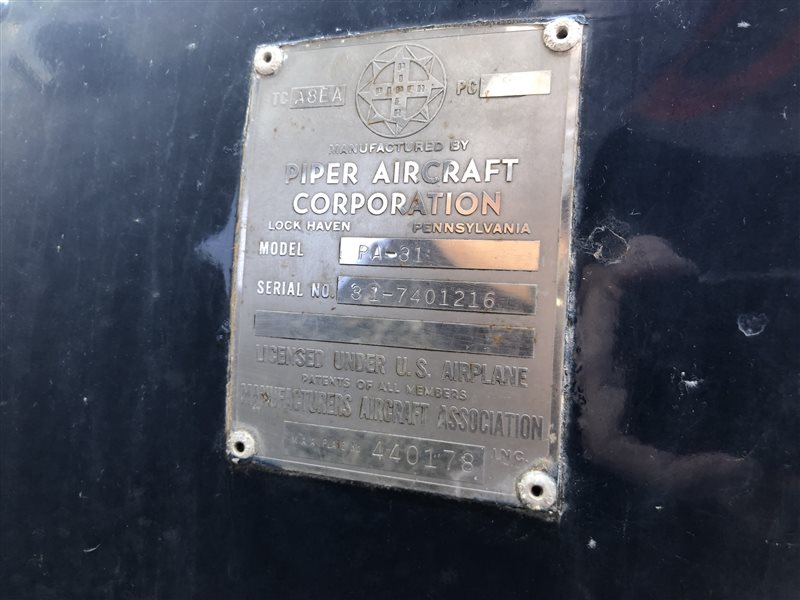 PIPER
PIPER
TC A8EA
PC
MANUFACTURED BY
PIPER AIRCRAFT
CORPORATION
LOCK HAVEN PENNSYLVANIA
MODEL PA-31
SERIAL NO. 31-7401216
LICENSED UNDER U.S. AIRPLANE
PATENTS OF ALL MEMBERS
MANUFACTURERS AIRCRAFT ASSOCIATION
440178 INC.